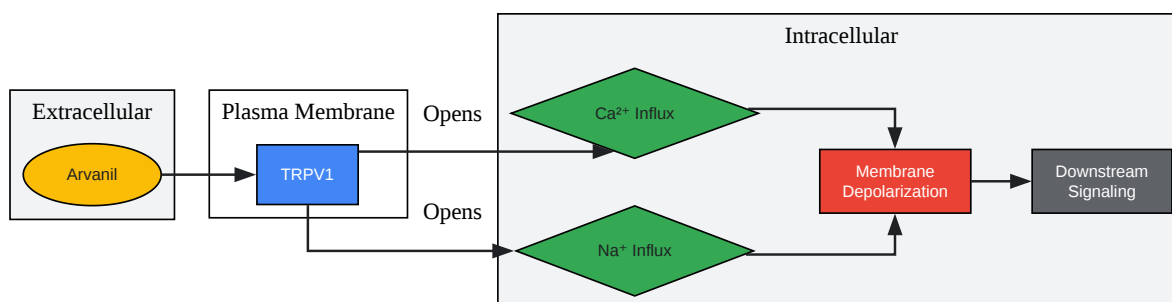 Intracellular
Extracellular
Plasma Membrane
Opens
Ca²⁺ Influx
Arvanil
TRPV1
Membrane
Depolarization
Downstream
Signaling
Opens
Na⁺ Influx